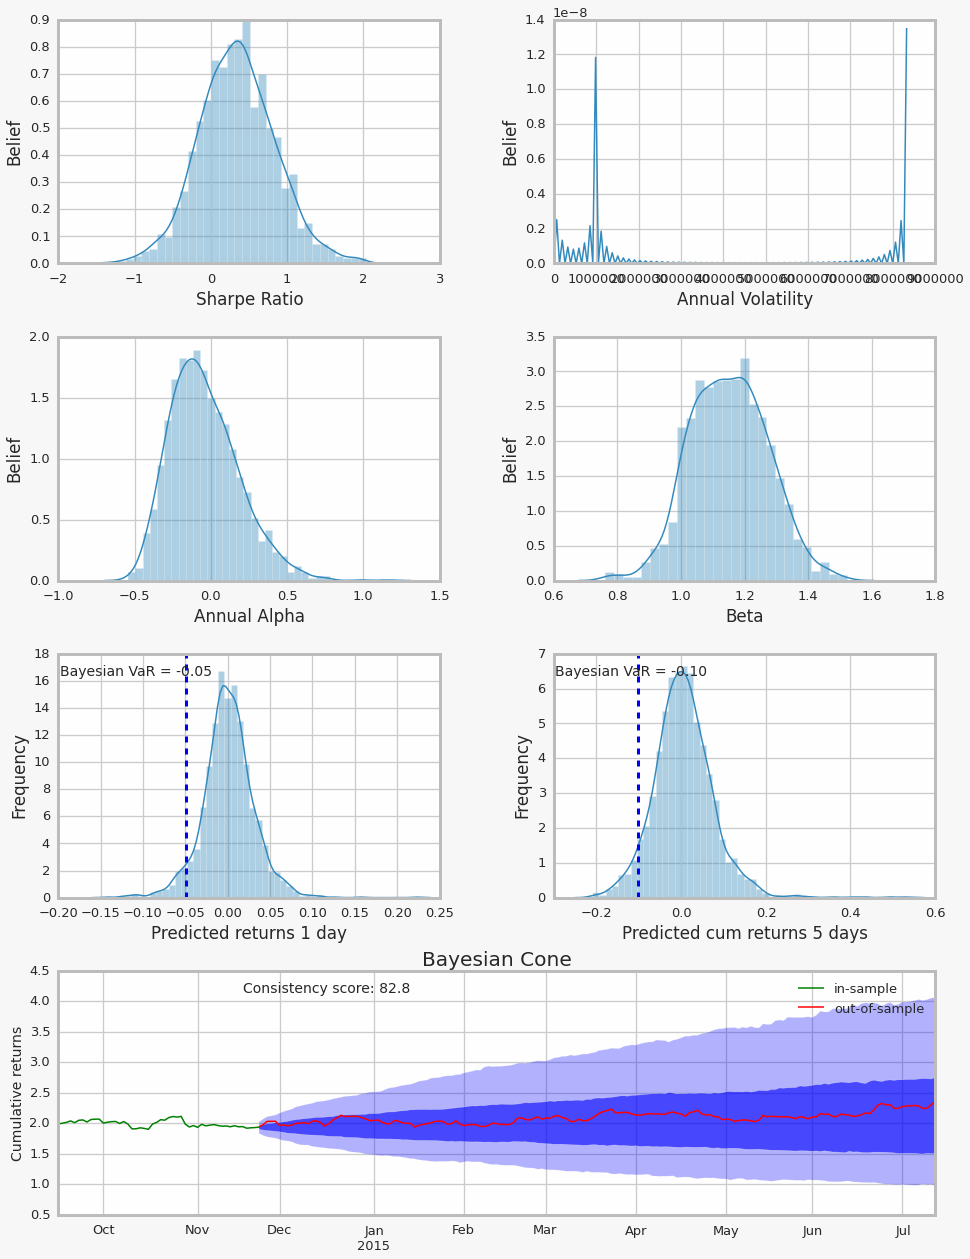 0.9
0.8
0.7
0.6
0.5
0.4
0.3
0.2
0.1
0.0
Belief
−2 −1 0 1 2 3
Sharpe Ratio
1e−8
1.4
1.2
1.0
0.8
0.6
0.4
0.2
0.0
Belief
0 1000000 2000000 3000000 4000000 5000000 6000000 7000000 8000000 9000000
Annual Volatility
2.0
1.5
1.0
0.5
0.0
Belief
−1.0 −0.5 0.0 0.5 1.0 1.5
Annual Alpha
3.5
3.0
2.5
2.0
1.5
1.0
0.5
0.0
Belief
0.6 0.8 1.0 1.2 1.4 1.6 1.8
Beta
18
16
14
12
10
8
6
4
2
0
Frequency
Bayesian VaR = -0.05
−0.20 −0.15 −0.10 −0.05 0.00 0.05 0.10 0.15 0.20 0.25
Predicted returns 1 day
7
6
5
4
3
2
1
0
Frequency
Bayesian VaR = -0.10
−0.2 0.0 0.2 0.4 0.6
Predicted cum returns 5 days
Bayesian Cone
4.5
4.0
3.5
3.0
2.5
2.0
1.5
1.0
0.5
Cumulative returns
Consistency score: 82.8
in-sample
out-of-sample
Oct Nov Dec Jan Feb Mar Apr May Jun Jul
2015